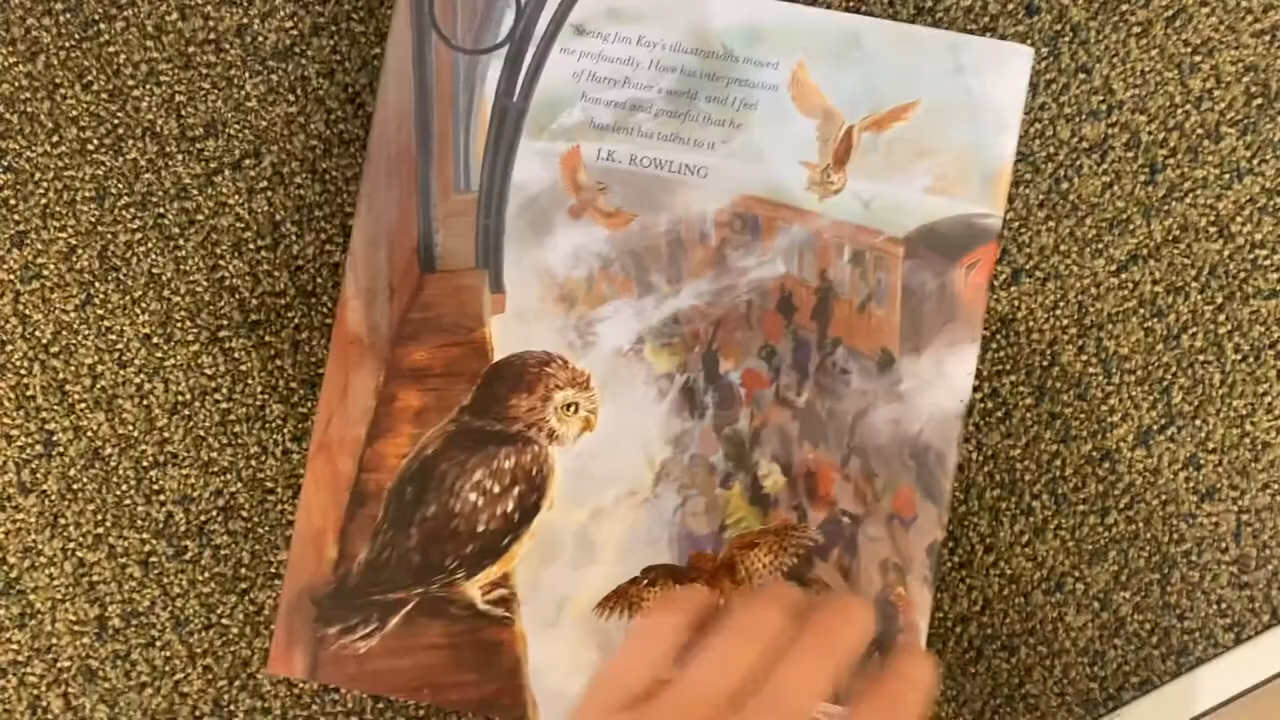 "Seeing Jim Kay's illustrations moved
me profoundly. I love his interpretation
of Harry Potter's world, and I feel
honored and grateful that he
has lent his talent to it."
J.K. ROWLING